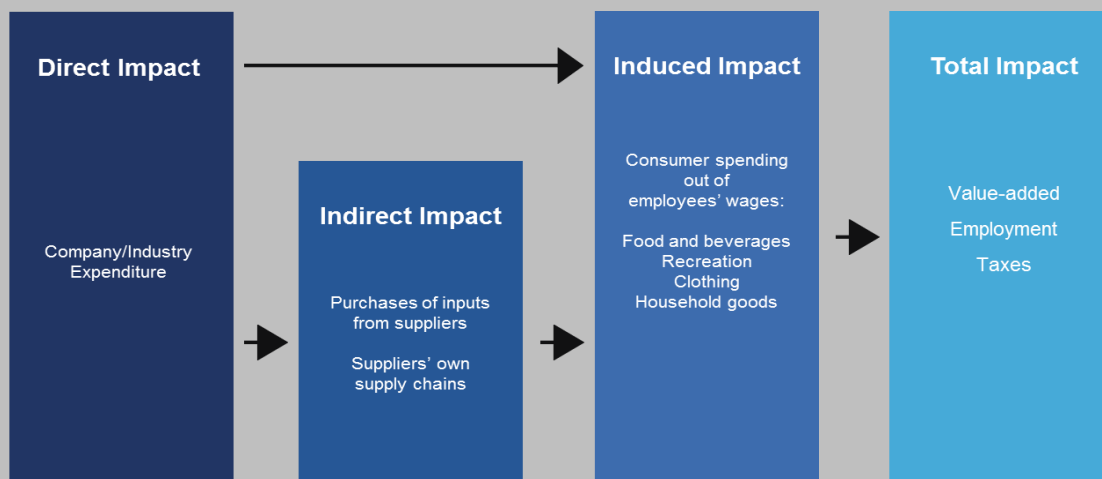 Direct Impact
Company/Industry
Expenditure
Indirect Impact
Purchases of inputs
from suppliers
Suppliers’ own
supply chains
Induced Impact
Consumer spending
out of
employees’ wages:
Food and beverages
Recreation
Clothing
Household goods
Total Impact
Value-added
Employment
Taxes